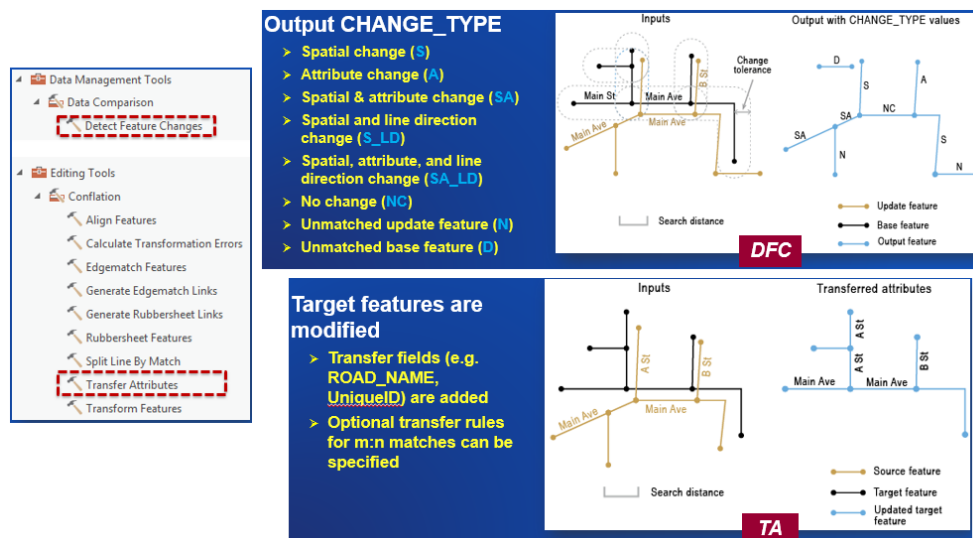 Data Management Tools
Data Comparison
Detect Feature Changes
Editing Tools
Conflation
Align Features
Calculate Transformation Errors
Edgematch Features
Generate Edgematch Links
Generate Rubbersheet Links
Rubbersheet Features
Split Line By Match
Transfer Attributes
Transform Features
Output CHANGE_TYPE
Spatial change (S)
Attribute change (A)
Spatial & attribute change (SA)
Spatial and line direction
change (S_LD)
Spatial, attribute, and line
direction change (SA_LD)
No change (NC)
Unmatched update feature (N)
Unmatched base feature (D)
Inputs
Main St
Main Ave
B St
Main Ave
Main Ave
Change
tolerance
Search distance
Output with CHANGE_TYPE values
D
S
A
SA
NC
SA
S
N
N
Update feature
Base feature
Output feature
DFC
Target features are
modified
Transfer fields (e.g.
ROAD_NAME,
UniqueID) are added
Optional transfer rules
for m:n matches can be
specified
Inputs
A St
B St
Main Ave
Main Ave
Search distance
Transferred attributes
A St
A St
B St
Main Ave
Main Ave
Source feature
Target feature
Updated target
feature
TA